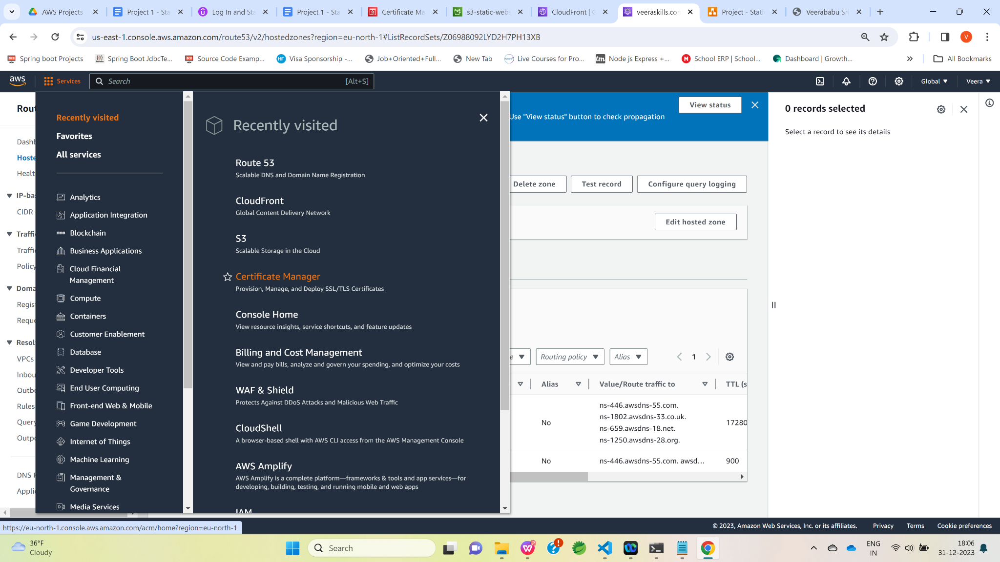 AWS Projects
Project 1 - Sta
Log In and Sta
Project 1 - Sta
Certificate Ma
s3-static-webs
CloudFront | G
veeraskills.com
Project - Static
Veerababu Sri
us-east-1.console.aws.amazon.com/route53/v2/hostedzones?region=eu-north-1#ListRecordSets/Z06988092LYD2H7PH13XB
V
Spring boot Projects
Spring Boot JdbcTe...
Source Code Examp...
Visa Sponsorship -...
Job+Oriented+Full...
New Tab
Live Courses for Pro...
Node js Express +...
School ERP | School...
Dashboard | Growth...
All Bookmarks
aws
Services
Search
[Alt+S]
Global
Veera
Rout
Dashb
Hoste
Healt
IP-ba
CIDR
Traffi
Traffi
Policy
Doma
Regist
Reque
Resol
VPCs
Inbou
Outbo
Rules
Query
Outpo
DNS F
Applic
Recently visited
Favorites
All services
Analytics
Application Integration
Blockchain
Business Applications
Cloud Financial
Management
Compute
Containers
Customer Enablement
Database
Developer Tools
End User Computing
Front-end Web & Mobile
Game Development
Internet of Things
Machine Learning
Management &
Governance
Media Services
Recently visited
Route 53
Scalable DNS and Domain Name Registration
CloudFront
Global Content Delivery Network
S3
Scalable Storage in the Cloud
Certificate Manager
Provision, Manage, and Deploy SSL/TLS Certificates
Console Home
View resource insights, service shortcuts, and feature updates
Billing and Cost Management
View and pay bills, analyze and govern your spending, and optimize your costs
WAF & Shield
Protects Against DDoS Attacks and Malicious Web Traffic
CloudShell
A browser-based shell with AWS CLI access from the AWS Management Console
AWS Amplify
AWS Amplify is a complete platform—frameworks & tools and app services—for
developing, building, testing, and running mobile and web apps
IAM
Use "View status" button to check propagation
View status
Delete zone
Test record
Configure query logging
Edit hosted zone
e
Routing policy
Alias
1
Alias
Value/Route traffic to
TTL (s
No
ns-446.awsdns-55.com.
ns-1802.awsdns-33.co.uk.
ns-659.awsdns-18.net.
ns-1250.awsdns-28.org.
17280
No
ns-446.awsdns-55.com. awsd...
900
0 records selected
Select a record to see its details
https://eu-north-1.console.aws.amazon.com/acm/home?region=eu-north-1
© 2023, Amazon Web Services, Inc. or its affiliates.
Privacy
Terms
Cookie preferences
36°F
Cloudy
Search
ENG
IN
18:06
31-12-2023